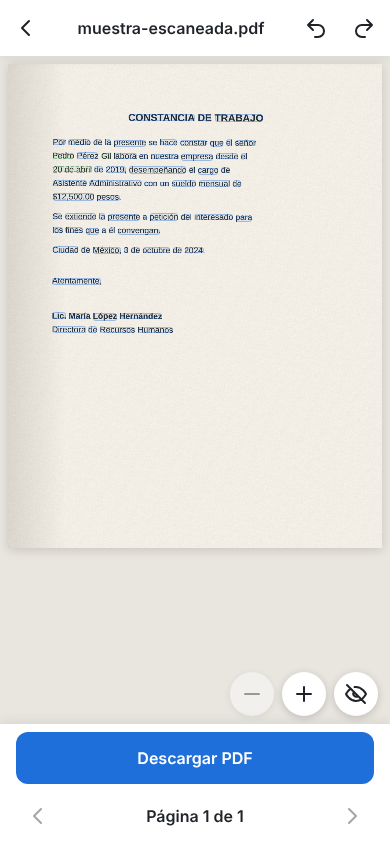 muestra-escaneada.pdf
CONSTANCIA DE TRABAJO
Por medio de la presente se hace constar que el señor
Pedro Pérez Gil labora en nuestra empresa desde el
20 de abril de 2019, desempeñando el cargo de
Asistente Administrativo con un sueldo mensual de
$12,500.00 pesos.
Se extiende la presente a petición del interesado para
los fines que a él convengan.
Ciudad de México, 3 de octubre de 2024.
Atentamente,
Lic. María López Hernández
Directora de Recursos Humanos
Descargar PDF
Página 1 de 1